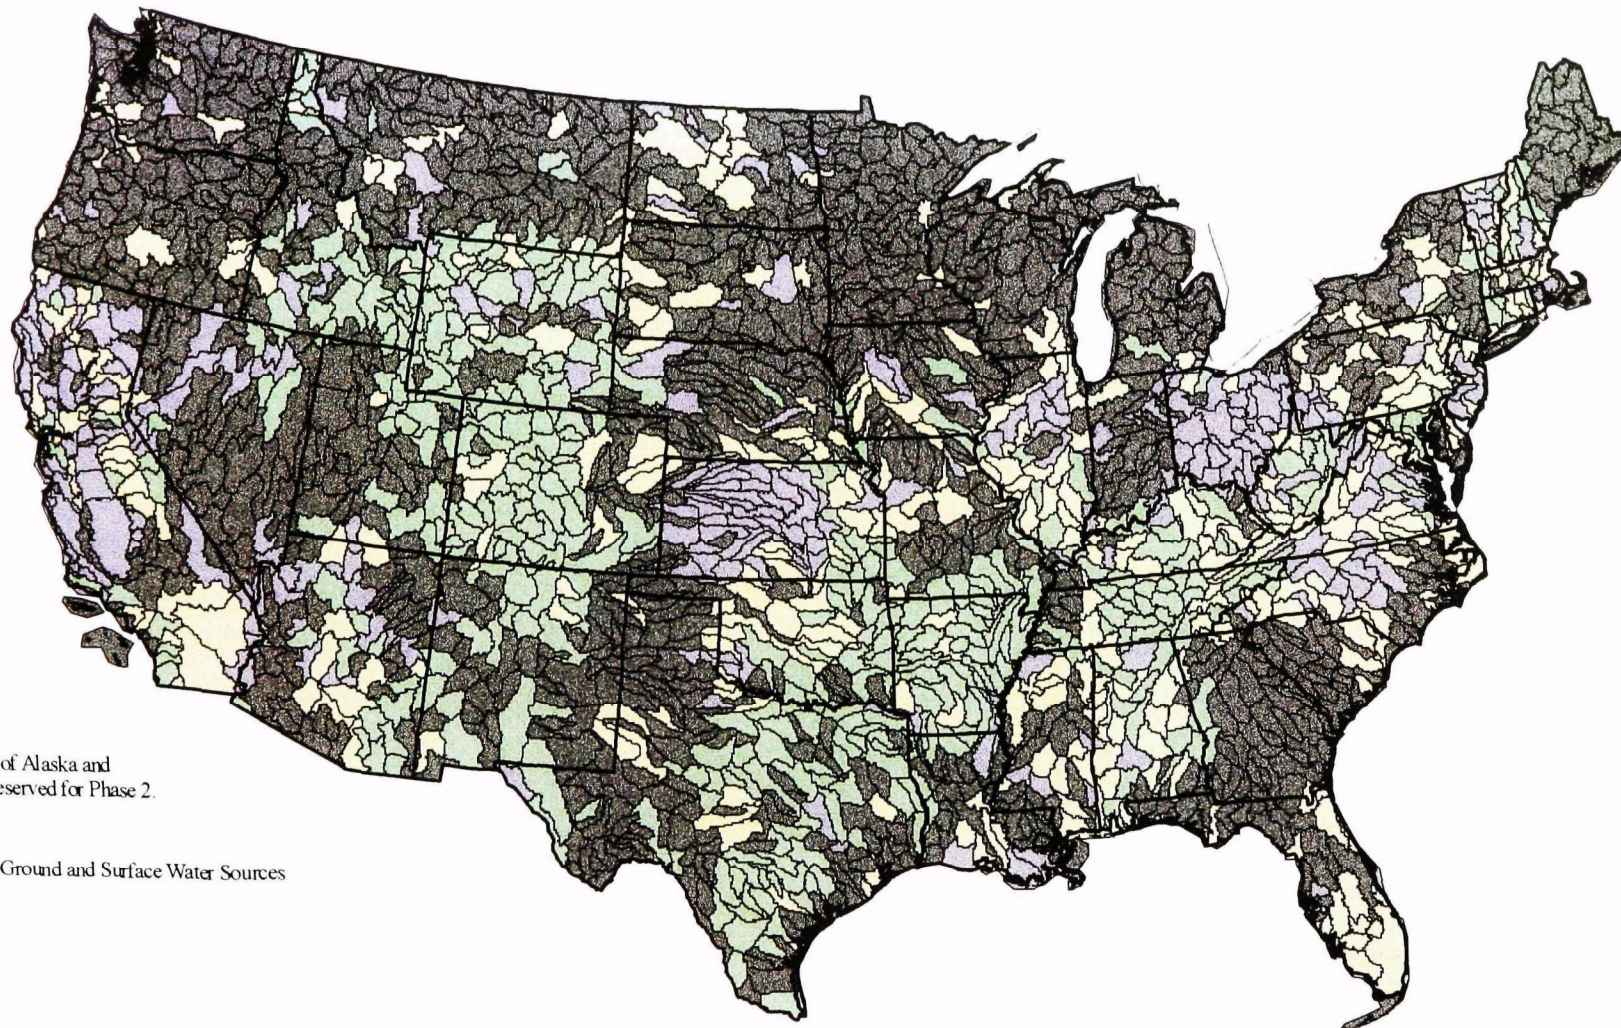 of Alaska and
eserved for Phase 2.
Ground and Surface Water Sources